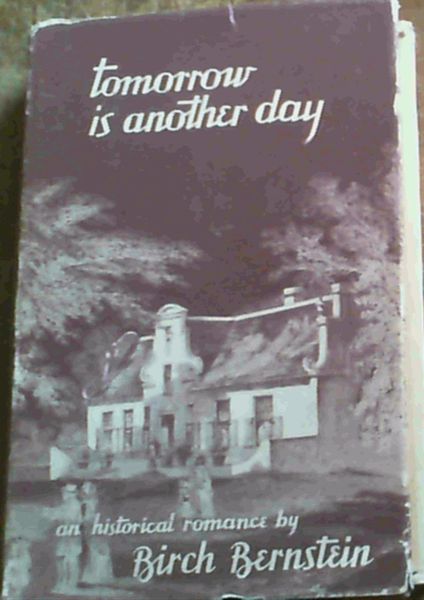 tomorrow
is another day
an historical romance by
Birch Bernstein